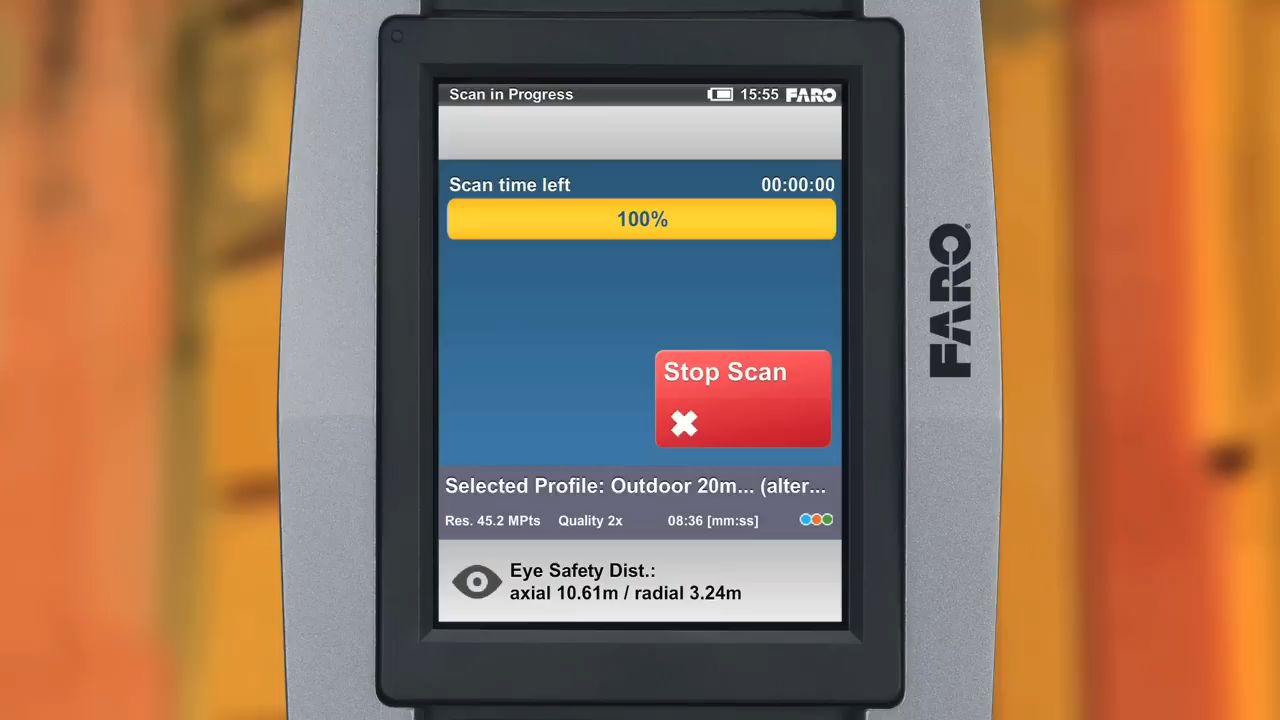 Scan in Progress 15:55 FARO
Scan time left 00:00:00
100%
Stop Scan
Selected Profile: Outdoor 20m... (alter...
Res. 45.2 MPts Quality 2x 08:36 [mm:ss]
Eye Safety Dist.:
axial 10.61m / radial 3.24m
FARO